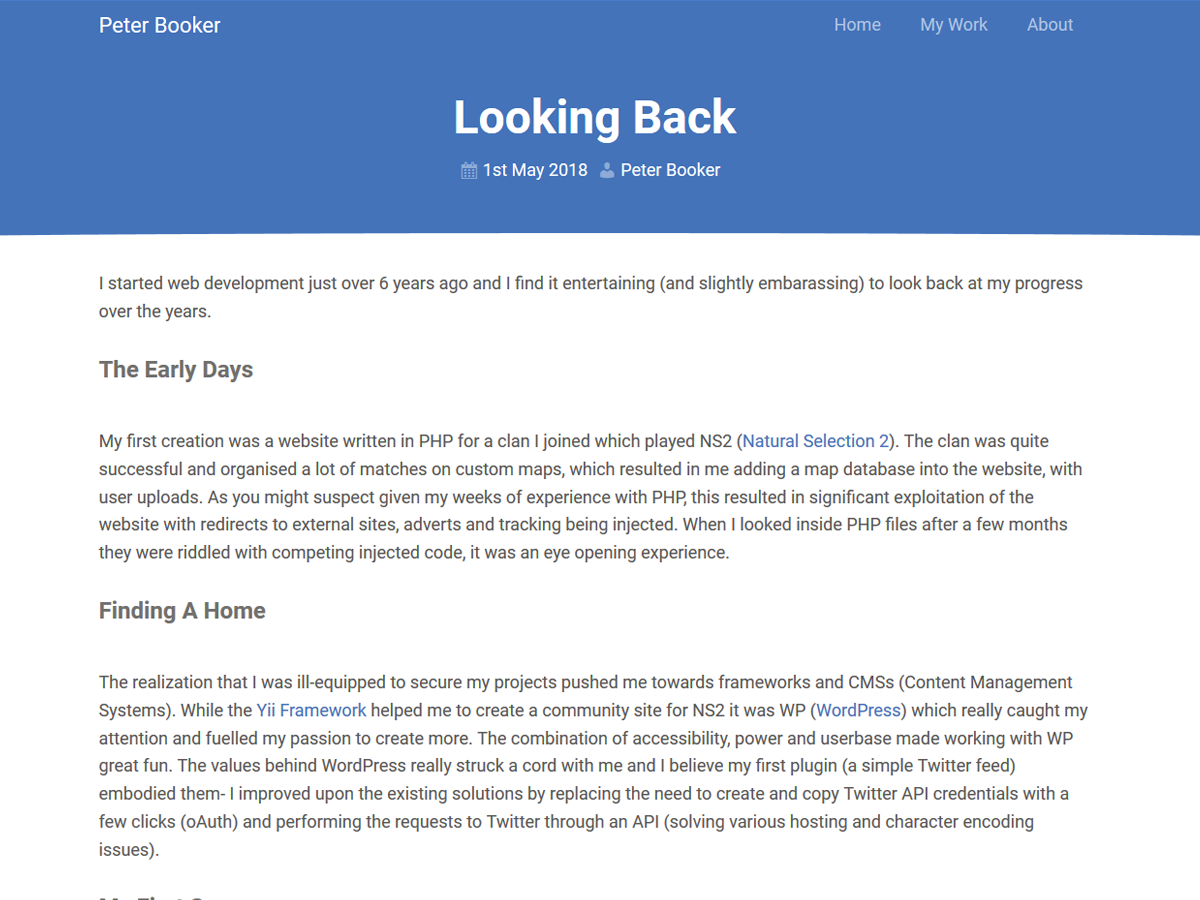 Peter Booker
Home
My Work
About
Looking Back
1st May 2018 Peter Booker
I started web development just over 6 years ago and I find it entertaining (and slightly embarassing) to look back at my progress
over the years.
The Early Days
My first creation was a website written in PHP for a clan I joined which played NS2 (Natural Selection 2). The clan was quite
successful and organised a lot of matches on custom maps, which resulted in me adding a map database into the website, with
user uploads. As you might suspect given my weeks of experience with PHP, this resulted in significant exploitation of the
website with redirects to external sites, adverts and tracking being injected. When I looked inside PHP files after a few months
they were riddled with competing injected code, it was an eye opening experience.
Finding A Home
The realization that I was ill-equipped to secure my projects pushed me towards frameworks and CMSs (Content Management
Systems). While the Yii Framework helped me to create a community site for NS2 it was WP (WordPress) which really caught my
attention and fuelled my passion to create more. The combination of accessibility, power and userbase made working with WP
great fun. The values behind WordPress really struck a cord with me and I believe my first plugin (a simple Twitter feed)
embodied them- I improved upon the existing solutions by replacing the need to create and copy Twitter API credentials with a
few clicks (oAuth) and performing the requests to Twitter through an API (solving various hosting and character encoding
issues).